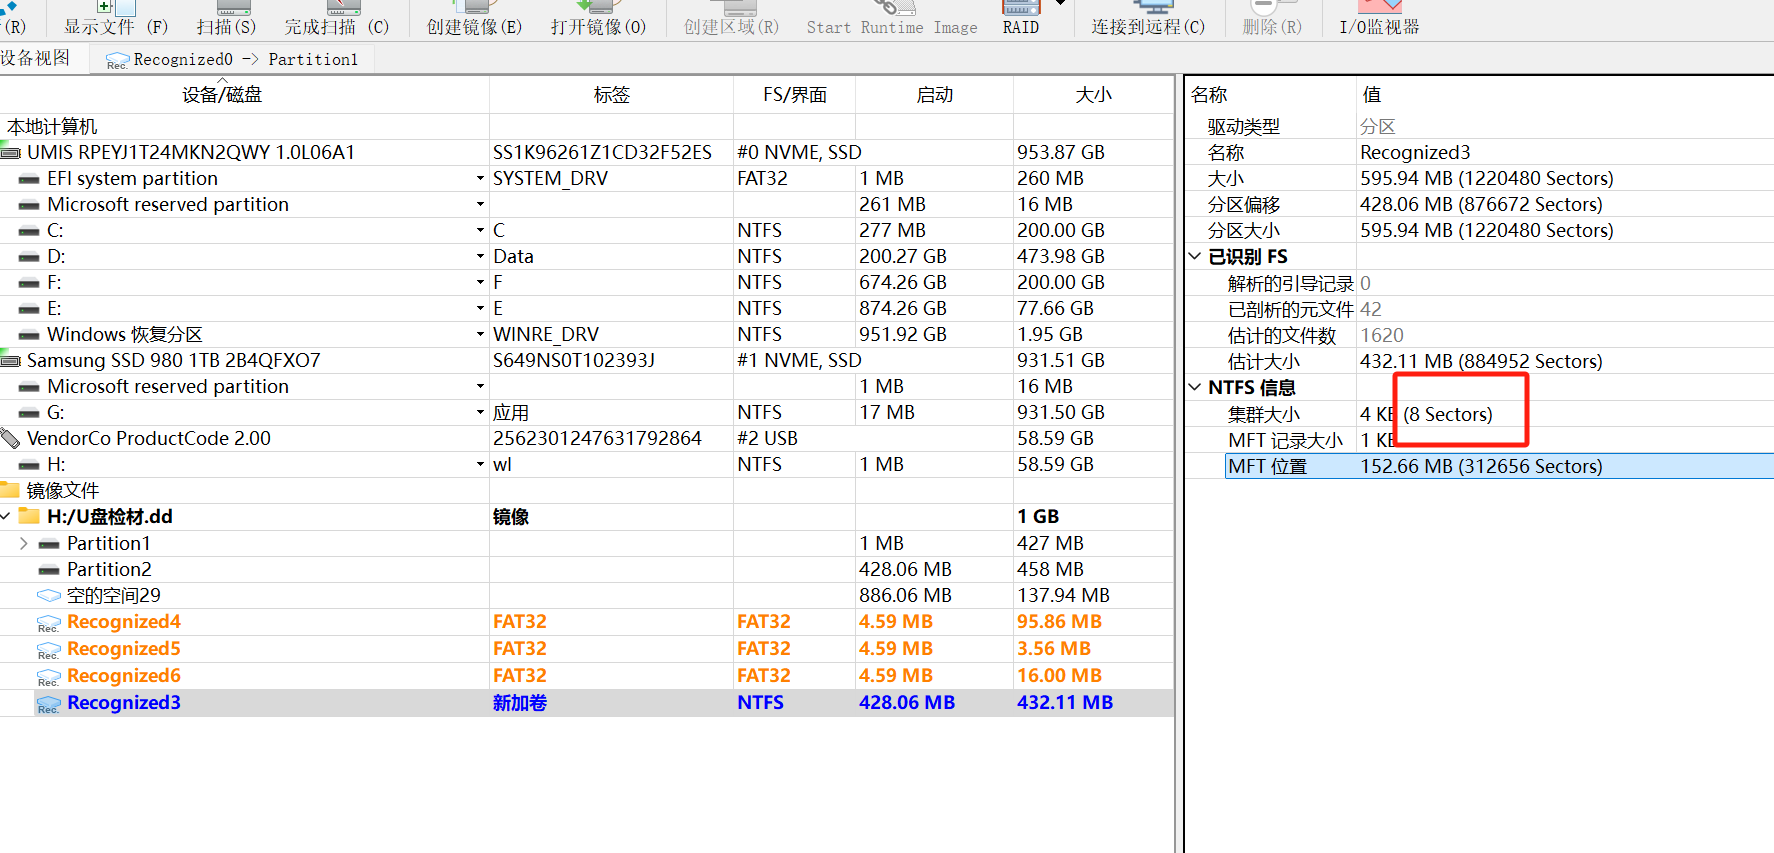 (R) 显示文件 (F) 扫描(S) 完成扫描 (C) 创建镜像(E) 打开镜像(O) 创建区域(R) Start Runtime Image RAID 连接到远程(C) 删除(R) I/O监视器
设备视图 Rec. Recognized0 -> Partition1
设备/磁盘 标签 FS/界面 启动 大小
本地计算机
UMIS RPEYJ1T24MKN2QWY 1.0L06A1 SS1K96261Z1CD32F52ES #0 NVME, SSD 953.87 GB
EFI system partition SYSTEM_DRV FAT32 1 MB 260 MB
Microsoft reserved partition 261 MB 16 MB
C: C NTFS 277 MB 200.00 GB
D: Data NTFS 200.27 GB 473.98 GB
F: F NTFS 674.26 GB 200.00 GB
E: E NTFS 874.26 GB 77.66 GB
Windows 恢复分区 WINRE_DRV NTFS 951.92 GB 1.95 GB
Samsung SSD 980 1TB 2B4QFXO7 S649NS0T102393J #1 NVME, SSD 931.51 GB
Microsoft reserved partition 1 MB 16 MB
G: 应用 NTFS 17 MB 931.50 GB
VendorCo ProductCode 2.00 2562301247631792864 #2 USB 58.59 GB
H: wl NTFS 1 MB 58.59 GB
镜像文件
H:/U盘检材.dd 镜像 1 GB
Partition1 1 MB 427 MB
Partition2 428.06 MB 458 MB
空的空间29 886.06 MB 137.94 MB
Rec. Recognized4 FAT32 FAT32 4.59 MB 95.86 MB
Rec. Recognized5 FAT32 FAT32 4.59 MB 3.56 MB
Rec. Recognized6 FAT32 FAT32 4.59 MB 16.00 MB
Rec. Recognized3 新加卷 NTFS 428.06 MB 432.11 MB
名称 值
驱动类型 分区
名称 Recognized3
大小 595.94 MB (1220480 Sectors)
分区偏移 428.06 MB (876672 Sectors)
分区大小 595.94 MB (1220480 Sectors)
已识别 FS
解析的引导记录 0
已剖析的元文件 42
估计的文件数 1620
估计大小 432.11 MB (884952 Sectors)
NTFS 信息
集群大小 4 KB (8 Sectors)
MFT 记录大小 1 KB
MFT 位置 152.66 MB (312656 Sectors)